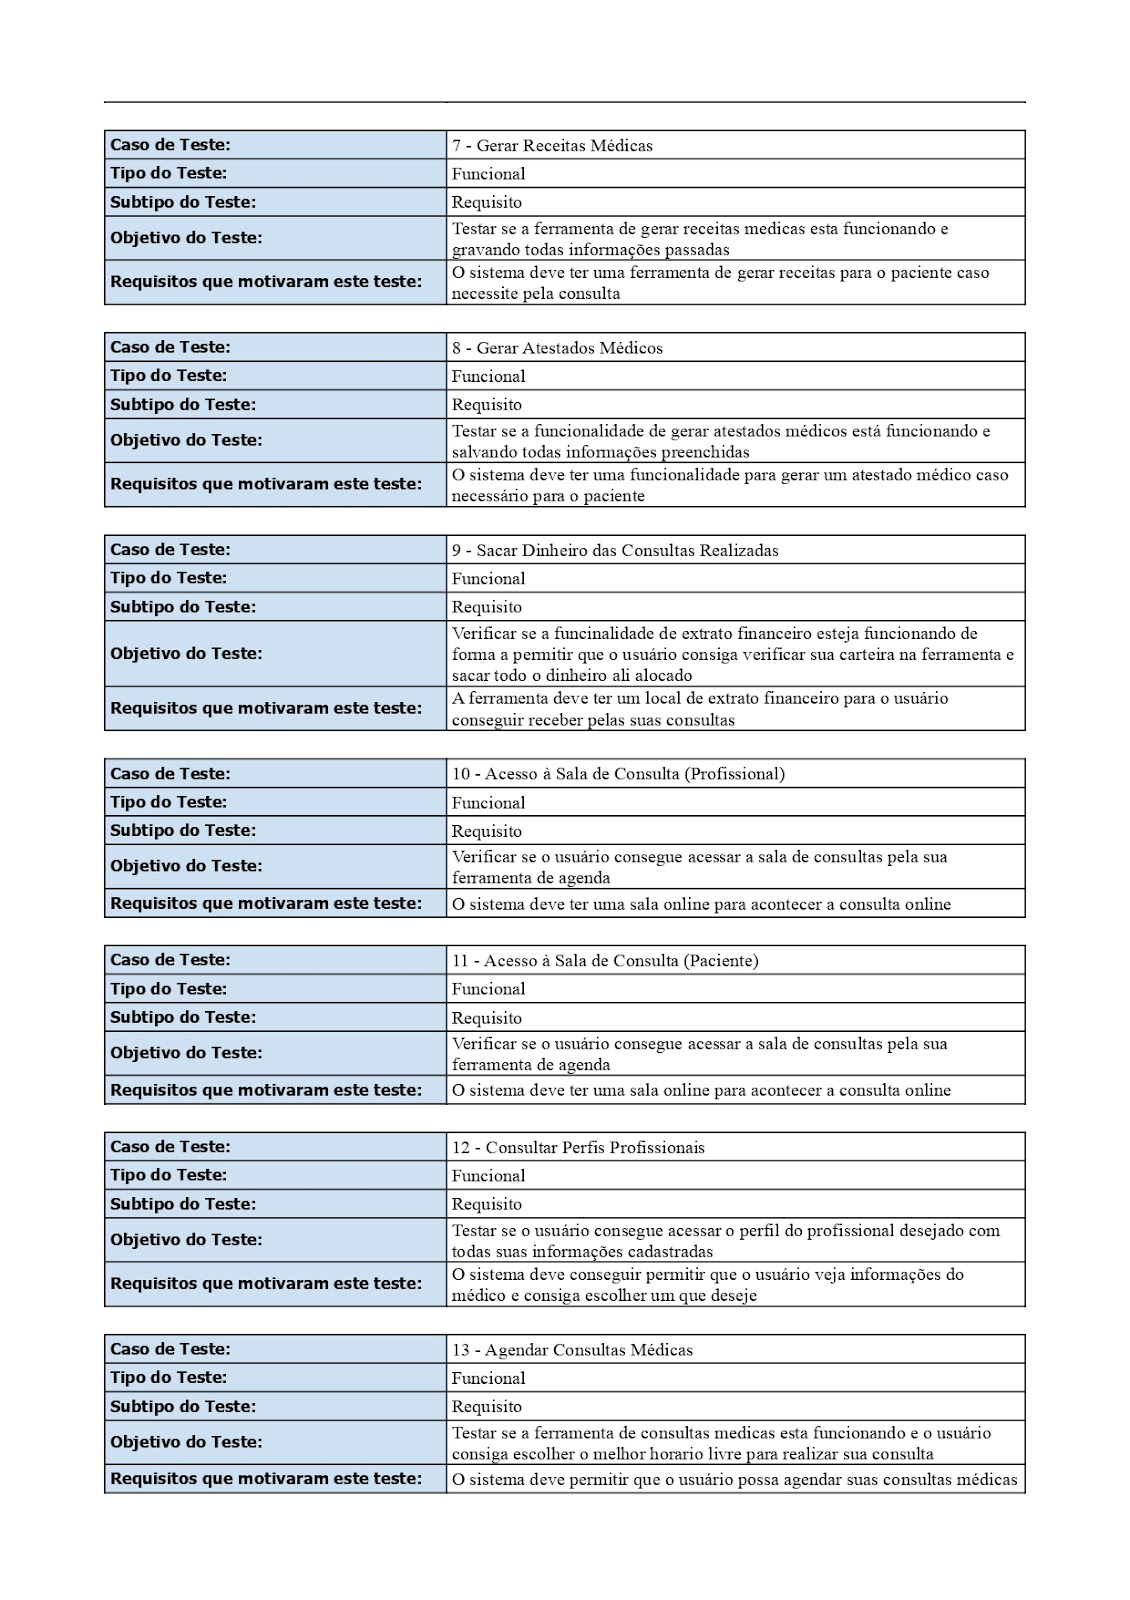 Caso de Teste: 7 - Gerar Receitas Médicas
Tipo do Teste: Funcional
Subtipo do Teste: Requisito
Objetivo do Teste: Testar se a ferramenta de gerar receitas medicas esta funcionando e
gravando todas informações passadas
Requisitos que motivaram este teste: O sistema deve ter uma ferramenta de gerar receitas para o paciente caso
necessite pela consulta
Caso de Teste: 8 - Gerar Atestados Médicos
Tipo do Teste: Funcional
Subtipo do Teste: Requisito
Objetivo do Teste: Testar se a funcionalidade de gerar atestados médicos está funcionando e
salvando todas informações preenchidas
Requisitos que motivaram este teste: O sistema deve ter uma funcionalidade para gerar um atestado médico caso
necessário para o paciente
Caso de Teste: 9 - Sacar Dinheiro das Consultas Realizadas
Tipo do Teste: Funcional
Subtipo do Teste: Requisito
Objetivo do Teste: Verificar se a funcinalidade de extrato financeiro esteja funcionando de
forma a permitir que o usuário consiga verificar sua carteira na ferramenta e
sacar todo o dinheiro ali alocado
Requisitos que motivaram este teste: A ferramenta deve ter um local de extrato financeiro para o usuário
conseguir receber pelas suas consultas
Caso de Teste: 10 - Acesso à Sala de Consulta (Profissional)
Tipo do Teste: Funcional
Subtipo do Teste: Requisito
Objetivo do Teste: Verificar se o usuário consegue acessar a sala de consultas pela sua
ferramenta de agenda
Requisitos que motivaram este teste: O sistema deve ter uma sala online para acontecer a consulta online
Caso de Teste: 11 - Acesso à Sala de Consulta (Paciente)
Tipo do Teste: Funcional
Subtipo do Teste: Requisito
Objetivo do Teste: Verificar se o usuário consegue acessar a sala de consultas pela sua
ferramenta de agenda
Requisitos que motivaram este teste: O sistema deve ter uma sala online para acontecer a consulta online
Caso de Teste: 12 - Consultar Perfis Profissionais
Tipo do Teste: Funcional
Subtipo do Teste: Requisito
Objetivo do Teste: Testar se o usuário consegue acessar o perfil do profissional desejado com
todas suas informações cadastradas
Requisitos que motivaram este teste: O sistema deve conseguir permitir que o usuário veja informações do
médico e consiga escolher um que deseje
Caso de Teste: 13 - Agendar Consultas Médicas
Tipo do Teste: Funcional
Subtipo do Teste: Requisito
Objetivo do Teste: Testar se a ferramenta de consultas medicas esta funcionando e o usuário
consiga escolher o melhor horario livre para realizar sua consulta
Requisitos que motivaram este teste: O sistema deve permitir que o usuário possa agendar suas consultas médicas